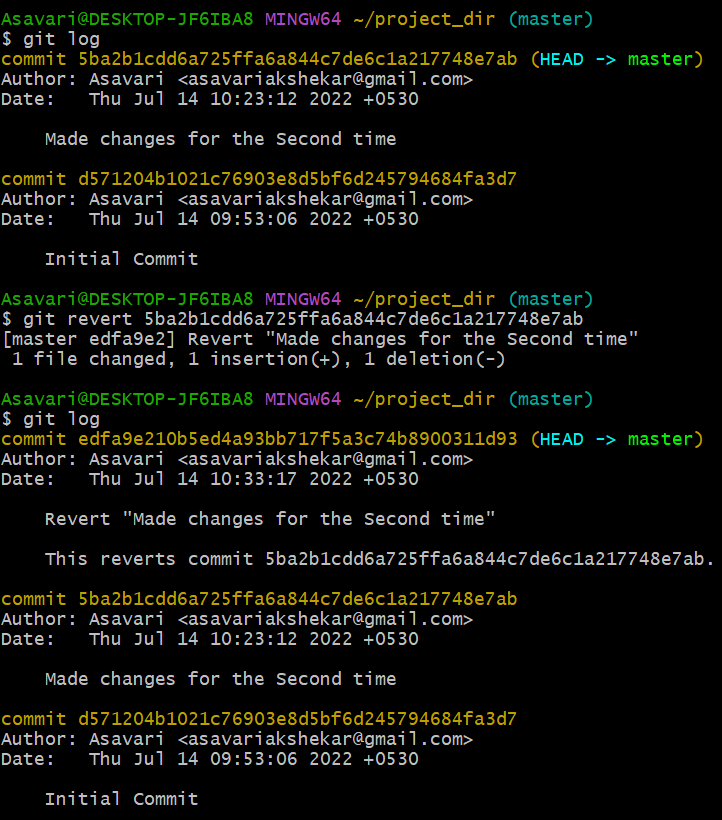 Asavari@DESKTOP-JF6IBA8 MINGW64 ~/project_dir (master)
$ git log
commit 5ba2b1cdd6a725ffa6a844c7de6c1a217748e7ab (HEAD -> master)
Author: Asavari <asavariakshekar@gmail.com>
Date:   Thu Jul 14 10:23:12 2022 +0530
    Made changes for the Second time
commit d571204b1021c76903e8d5bf6d245794684fa3d7
Author: Asavari <asavariakshekar@gmail.com>
Date:   Thu Jul 14 09:53:06 2022 +0530
    Initial Commit
Asavari@DESKTOP-JF6IBA8 MINGW64 ~/project_dir (master)
$ git revert 5ba2b1cdd6a725ffa6a844c7de6c1a217748e7ab
[master edfa9e2] Revert "Made changes for the Second time"
 1 file changed, 1 insertion(+), 1 deletion(-)
Asavari@DESKTOP-JF6IBA8 MINGW64 ~/project_dir (master)
$ git log
commit edfa9e210b5ed4a93bb717f5a3c74b8900311d93 (HEAD -> master)
Author: Asavari <asavariakshekar@gmail.com>
Date:   Thu Jul 14 10:33:17 2022 +0530
    Revert "Made changes for the Second time"
    This reverts commit 5ba2b1cdd6a725ffa6a844c7de6c1a217748e7ab.
commit 5ba2b1cdd6a725ffa6a844c7de6c1a217748e7ab
Author: Asavari <asavariakshekar@gmail.com>
Date:   Thu Jul 14 10:23:12 2022 +0530
    Made changes for the Second time
commit d571204b1021c76903e8d5bf6d245794684fa3d7
Author: Asavari <asavariakshekar@gmail.com>
Date:   Thu Jul 14 09:53:06 2022 +0530
    Initial Commit